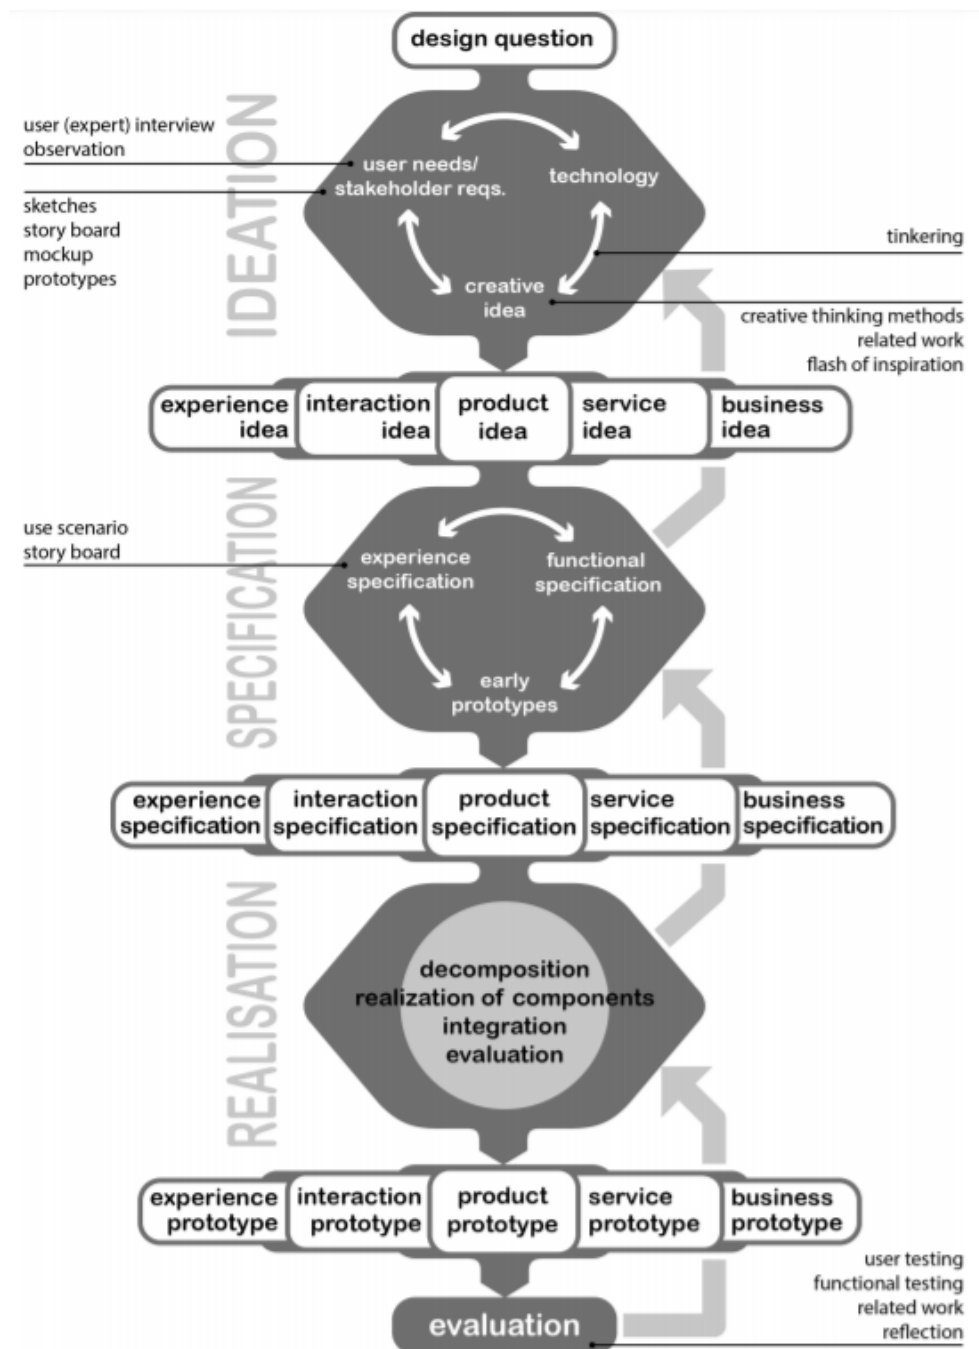 design question
IDEATION
user (expert) interview
observation
user needs/
stakeholder reqs.
technology
sketches
story board
mockup
prototypes
tinkering
creative
idea
creative thinking methods
related work
flash of inspiration
experience
idea
interaction
idea
product
idea
service
idea
business
idea
SPECIFICATION
use scenario
story board
experience
specification
functional
specification
early
prototypes
experience
specification
interaction
specification
product
specification
service
specification
business
specification
REALISATION
decomposition
realization of components
integration
evaluation
experience
prototype
interaction
prototype
product
prototype
service
prototype
business
prototype
evaluation
user testing
functional testing
related work
reflection